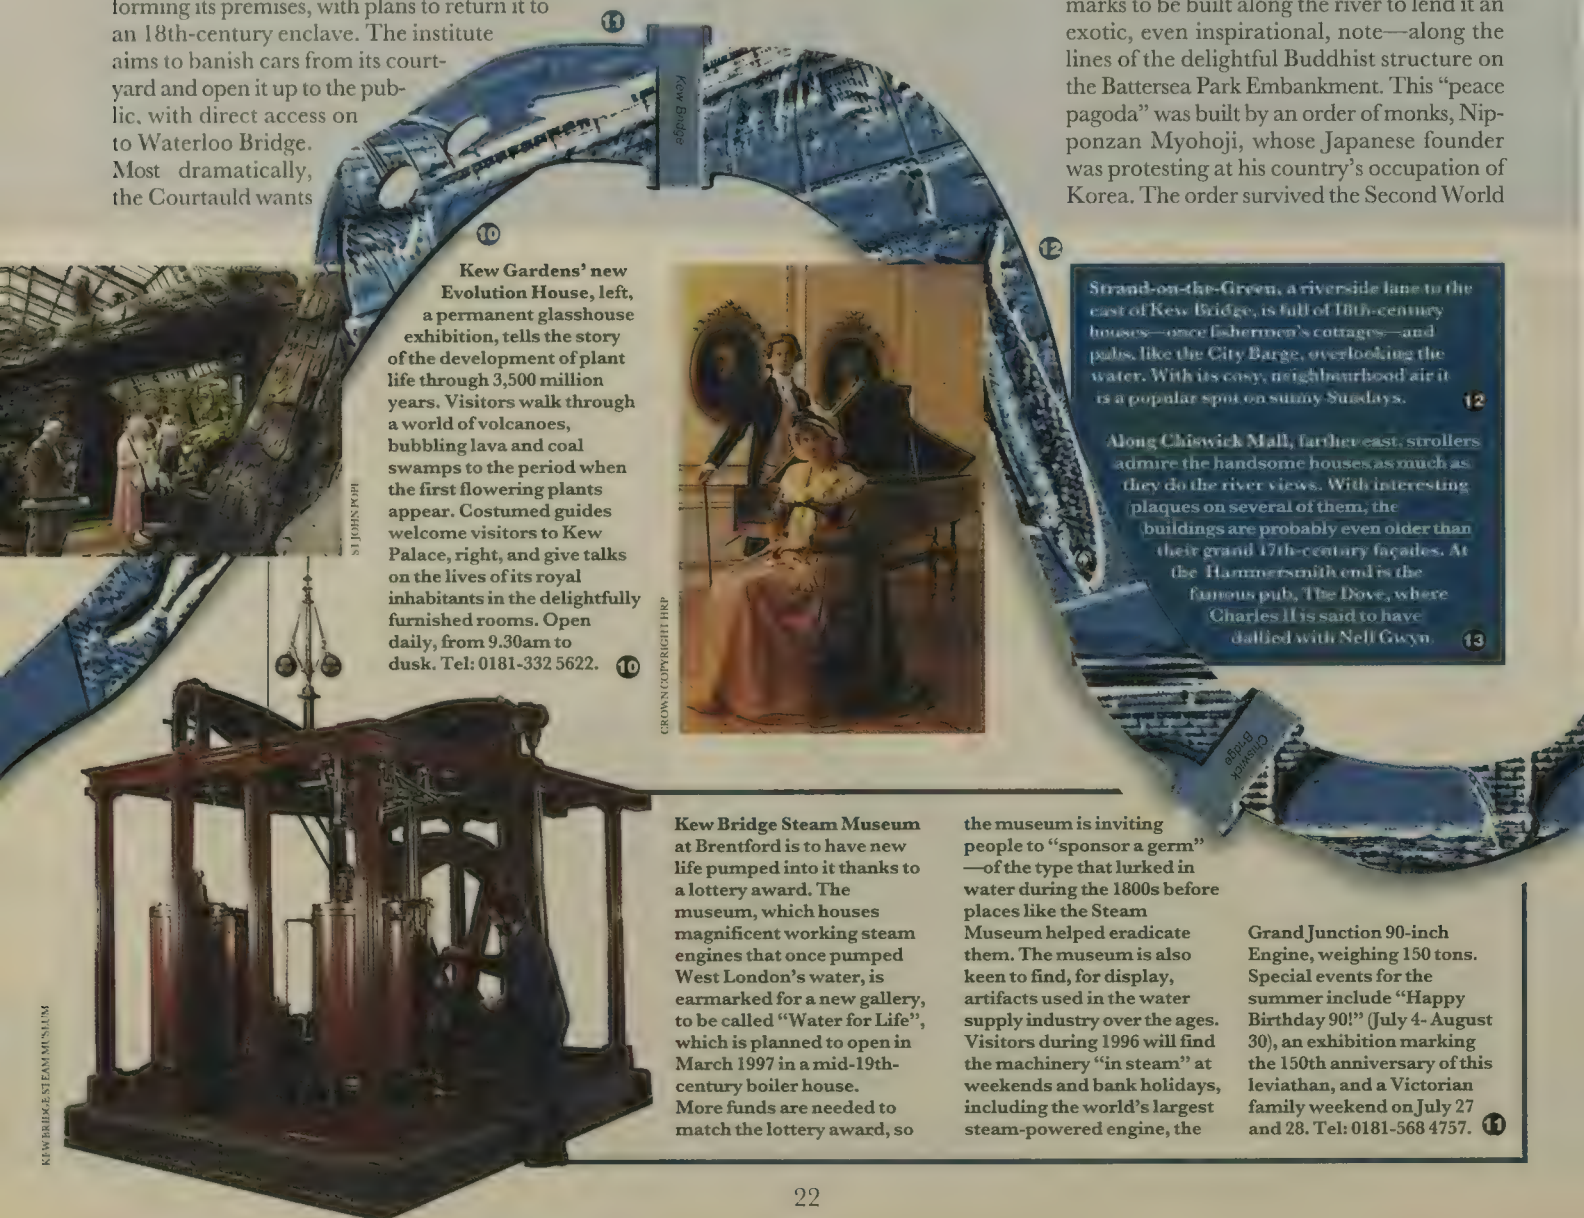 forming its premises, with plans to return it to
an 18th-century enclave. The institute
aims to banish cars from its court-
yard and open it up to the pub-
lic, with direct access on
to Waterloo Bridge.
Most dramatically,
the Courtauld wants
marks to be built along the river to lend it an
exotic, even inspirational, note—along the
lines of the delightful Buddhist structure on
the Battersea Park Embankment. This “peace
pagoda” was built by an order of monks, Nip-
ponzan Myohoji, whose Japanese founder
was protesting at his country’s occupation of
Korea. The order survived the Second World
11
Kew Bridge
10
Kew Gardens’ new
Evolution House, left,
a permanent glasshouse
exhibition, tells the story
of the development of plant
life through 3,500 million
years. Visitors walk through
a world of volcanoes,
bubbling lava and coal
swamps to the period when
the first flowering plants
appear. Costumed guides
welcome visitors to Kew
Palace, right, and give talks
on the lives of its royal
inhabitants in the delightfully
furnished rooms. Open
daily, from 9.30am to
dusk. Tel: 0181-332 5622. 10
ST JOHN POPE
CROWN COPYRIGHT HRP
12
Strand-on-the-Green, a riverside lane to the
east of Kew Bridge, is full of 18th-century
houses—once fishermen’s cottages—and
pubs, like the City Barge, overlooking the
water. With its cosy, neighbourhood air it
is a popular spot on sunny Sundays. 12
Along Chiswick Mall, farther east, strollers
admire the handsome houses as much as
they do the river views. With interesting
plaques on several of them, the
buildings are probably even older than
their grand 17th-century façades. At
the Hammersmith end is the
famous pub, The Dove, where
Charles II is said to have
dallied with Nell Gwyn. 13
Chiswick
Bridge
Kew Bridge Steam Museum
at Brentford is to have new
life pumped into it thanks to
a lottery award. The
museum, which houses
magnificent working steam
engines that once pumped
West London’s water, is
earmarked for a new gallery,
to be called “Water for Life”,
which is planned to open in
March 1997 in a mid-19th-
century boiler house.
More funds are needed to
match the lottery award, so
the museum is inviting
people to “sponsor a germ”
—of the type that lurked in
water during the 1800s before
places like the Steam
Museum helped eradicate
them. The museum is also
keen to find, for display,
artifacts used in the water
supply industry over the ages.
Visitors during 1996 will find
the machinery “in steam” at
weekends and bank holidays,
including the world’s largest
steam-powered engine, the
Grand Junction 90-inch
Engine, weighing 150 tons.
Special events for the
summer include “Happy
Birthday 90!” (July 4- August
30), an exhibition marking
the 150th anniversary of this
leviathan, and a Victorian
family weekend on July 27
and 28. Tel: 0181-568 4757. 11
KEW BRIDGE STEAM MUSEUM
22